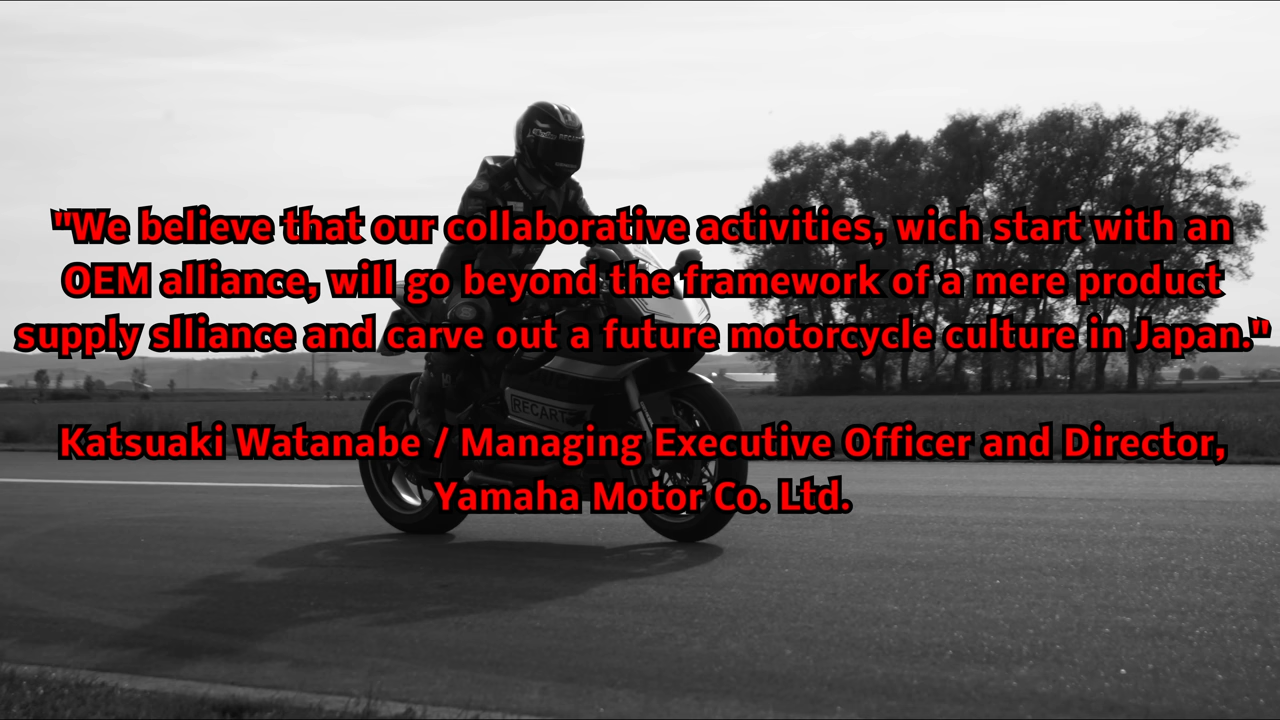 "We believe that our collaborative activities, wich start with an
OEM alliance, will go beyond the framework of a mere product
supply slliance and carve out a future motorcycle culture in Japan."
Katsuaki Watanabe / Managing Executive Officer and Director,
Yamaha Motor Co. Ltd.
RECART